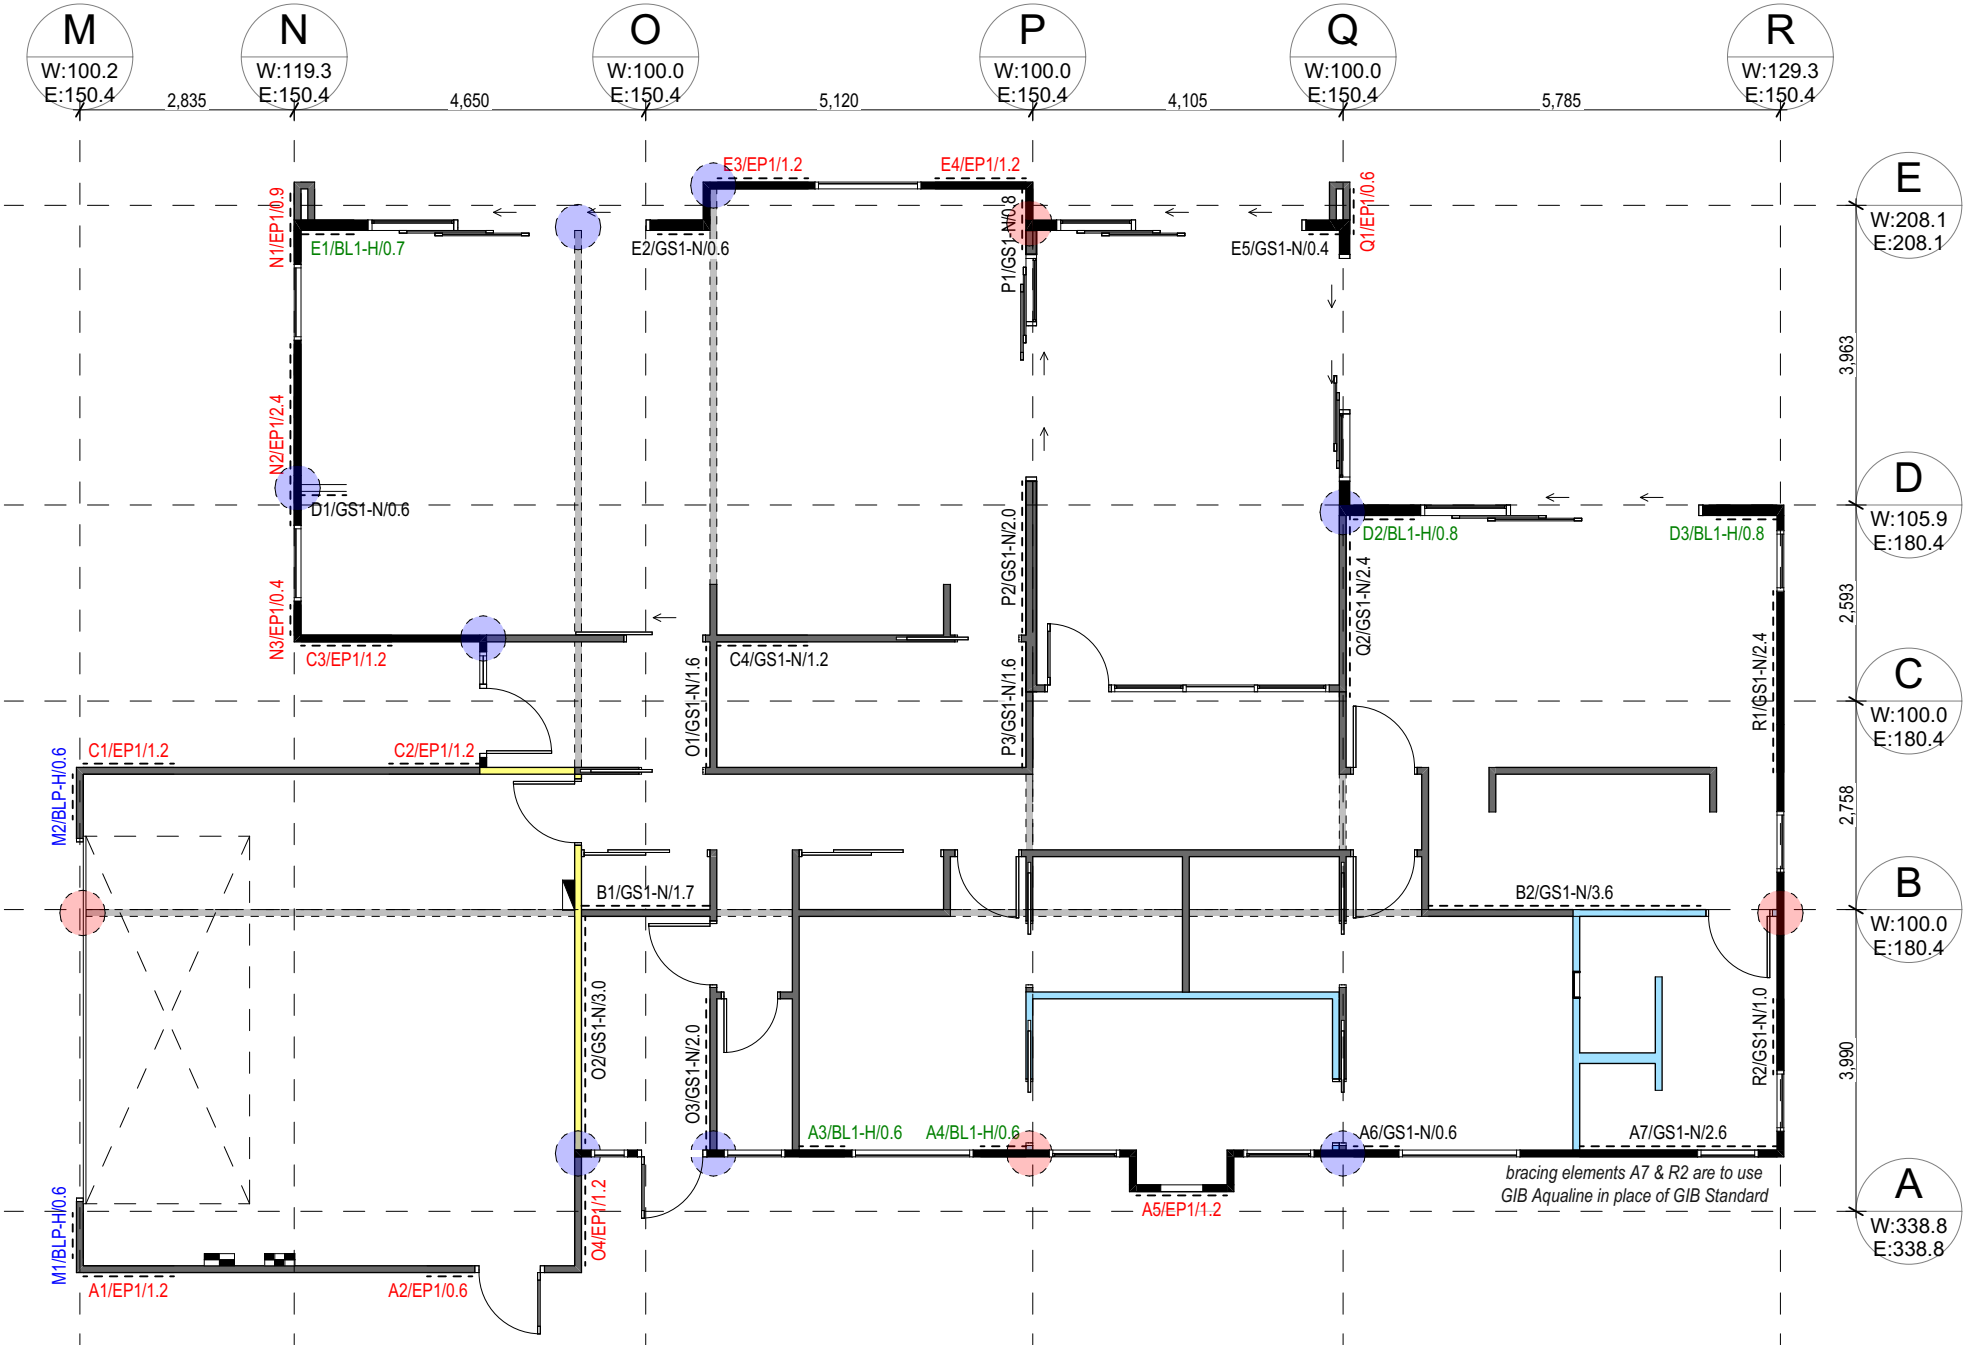 M
W:100.2
E:150.4
N
W:119.3
E:150.4
O
W:100.0
E:150.4
P
W:100.0
E:150.4
Q
W:100.0
E:150.4
R
W:129.3
E:150.4
2,835
4,650
5,120
4,105
5,785
E
W:208.1
E:208.1
D
W:105.9
E:180.4
C
W:100.0
E:180.4
B
W:100.0
E:180.4
A
W:338.8
E:338.8
3,963
2,593
2,758
3,990
E3/EP1/1.2
E4/EP1/1.2
N1/EP1/0.9
E1/BL1-H/0.7
E2/GS1-N/0.6
P1/GS1-N/0.8
E5/GS1-N/0.4
Q1/EP1/0.6
N2/EP1/2.4
D1/GS1-N/0.6
D2/BL1-H/0.8
D3/BL1-H/0.8
N3/EP1/0.4
C3/EP1/1.2
C4/GS1-N/1.2
P2/GS1-N/2.0
Q2/GS1-N/2.4
R1/GS1-N/2.4
O1/GS1-N/1.6
P3/GS1-N/1.6
C1/EP1/1.2
C2/EP1/1.2
M2/BLP-H/0.6
B1/GS1-N/1.7
B2/GS1-N/3.6
O2/GS1-N/3.0
O3/GS1-N/2.0
R2/GS1-N/1.0
A3/BL1-H/0.6
A4/BL1-H/0.6
A6/GS1-N/0.6
A7/GS1-N/2.6
bracing elements A7 & R2 are to use
GIB Aqualine in place of GIB Standard
A5/EP1/1.2
O4/EP1/1.2
M1/BLP-H/0.6
A1/EP1/1.2
A2/EP1/0.6